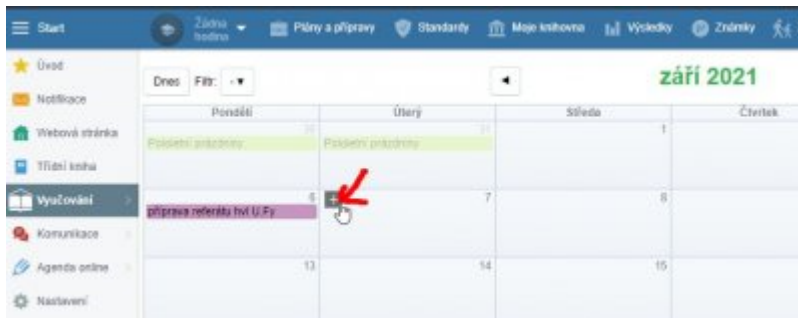 Start
Žádná
hodina
Plány a přípravy
Standardy
Moje knihovna
Výsledky
Známky
Úvod
Notifikace
Webová stránka
Třídní kniha
Vyučování
Komunikace
Agenda online
Nastavení
Dnes Filtr: -
září 2021
Pondělí Úterý Středa Čtvrtek
30 31 1
Pololetní prázdniny Pololetní prázdniny
6 + 7 8
příprava referátu hvl U.Fy
13 14 15